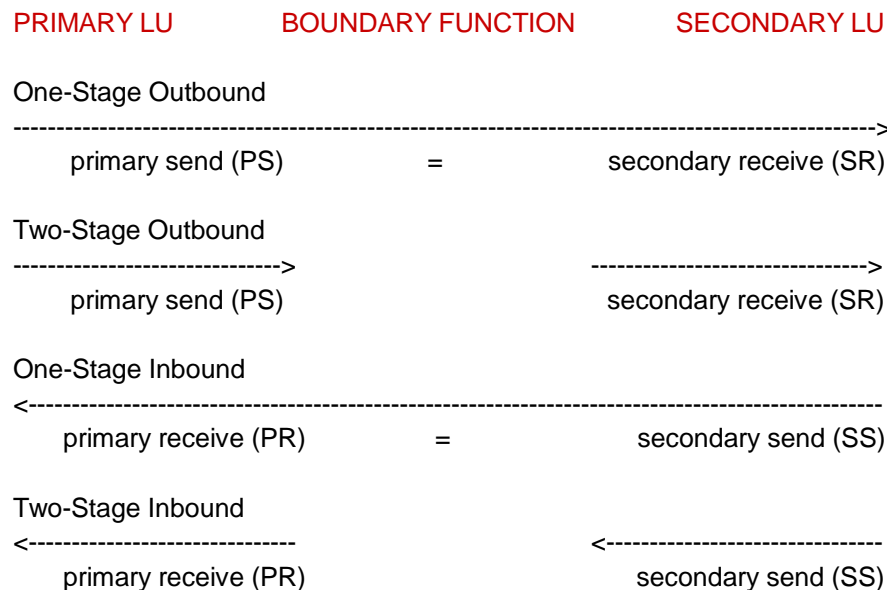 PRIMARY LU BOUNDARY FUNCTION SECONDARY LU
One-Stage Outbound
--------------------------------------------------------------------------------------------------->
primary send (PS) = secondary receive (SR)
Two-Stage Outbound
-------------------------------> -------------------------------->
primary send (PS) secondary receive (SR)
One-Stage Inbound
<---------------------------------------------------------------------------------------------------
primary receive (PR) = secondary send (SS)
Two-Stage Inbound
<------------------------------- <--------------------------------
primary receive (PR) secondary send (SS)